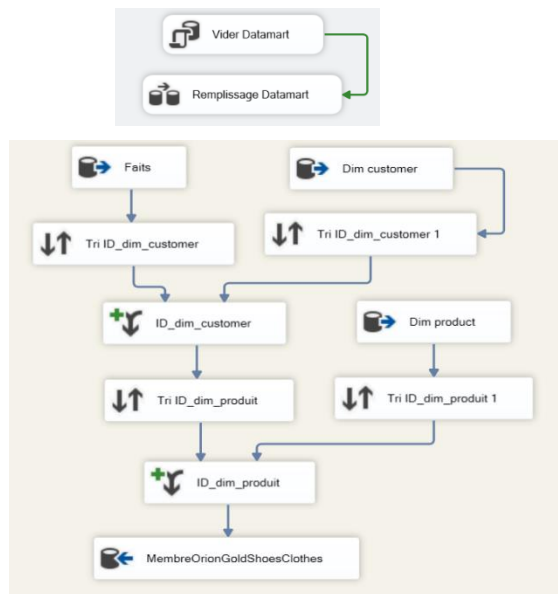 Vider Datamart
Remplissage Datamart
Faits
Dim customer
Tri ID_dim_customer
Tri ID_dim_customer 1
ID_dim_customer
Dim product
Tri ID_dim_produit
Tri ID_dim_produit 1
ID_dim_produit
MembreOrionGoldShoesClothes